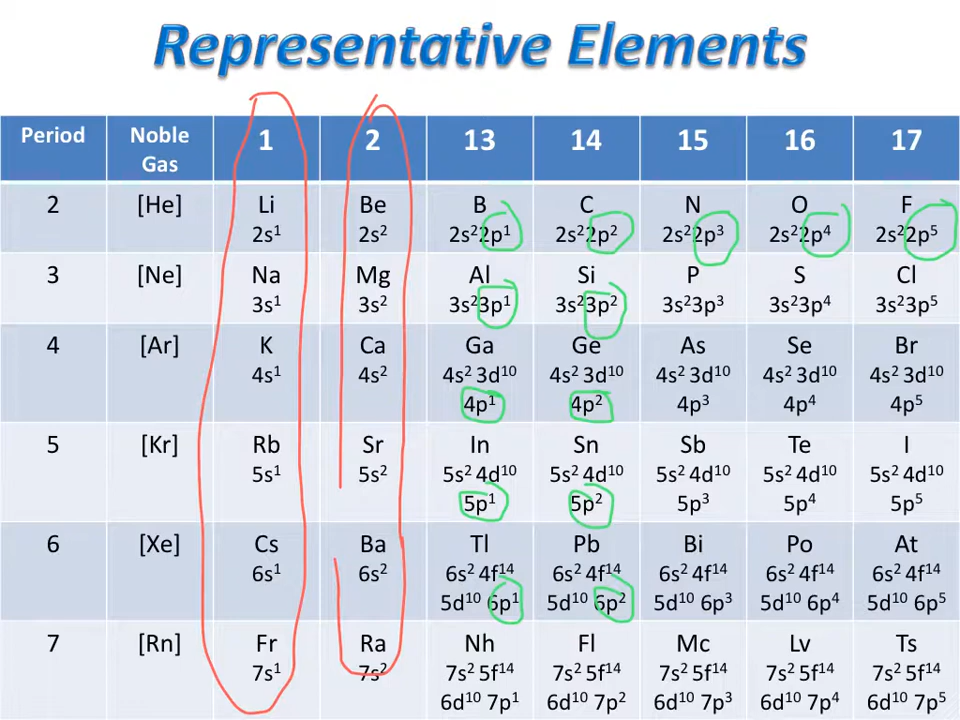 Representative Elements
Period Noble Gas 1 2 13 14 15 16 17
2 [He] Li Be B C N O F
2s¹ 2s² 2s²2p¹ 2s²2p² 2s²2p³ 2s²2p⁴ 2s²2p⁵
3 [Ne] Na Mg Al Si P S Cl
3s¹ 3s² 3s²3p¹ 3s²3p² 3s²3p³ 3s²3p⁴ 3s²3p⁵
4 [Ar] K Ca Ga Ge As Se Br
4s¹ 4s² 4s² 3d¹⁰ 4s² 3d¹⁰ 4s² 3d¹⁰ 4s² 3d¹⁰ 4s² 3d¹⁰
4p¹ 4p² 4p³ 4p⁴ 4p⁵
5 [Kr] Rb Sr In Sn Sb Te I
5s¹ 5s² 5s² 4d¹⁰ 5s² 4d¹⁰ 5s² 4d¹⁰ 5s² 4d¹⁰ 5s² 4d¹⁰
5p¹ 5p² 5p³ 5p⁴ 5p⁵
6 [Xe] Cs Ba Tl Pb Bi Po At
6s¹ 6s² 6s² 4f¹⁴ 6s² 4f¹⁴ 6s² 4f¹⁴ 6s² 4f¹⁴ 6s² 4f¹⁴
5d¹⁰ 6p¹ 5d¹⁰ 6p² 5d¹⁰ 6p³ 5d¹⁰ 6p⁴ 5d¹⁰ 6p⁵
7 [Rn] Fr Ra Nh Fl Mc Lv Ts
7s¹ 7s² 7s² 5f¹⁴ 7s² 5f¹⁴ 7s² 5f¹⁴ 7s² 5f¹⁴ 7s² 5f¹⁴
6d¹⁰ 7p¹ 6d¹⁰ 7p² 6d¹⁰ 7p³ 6d¹⁰ 7p⁴ 6d¹⁰ 7p⁵